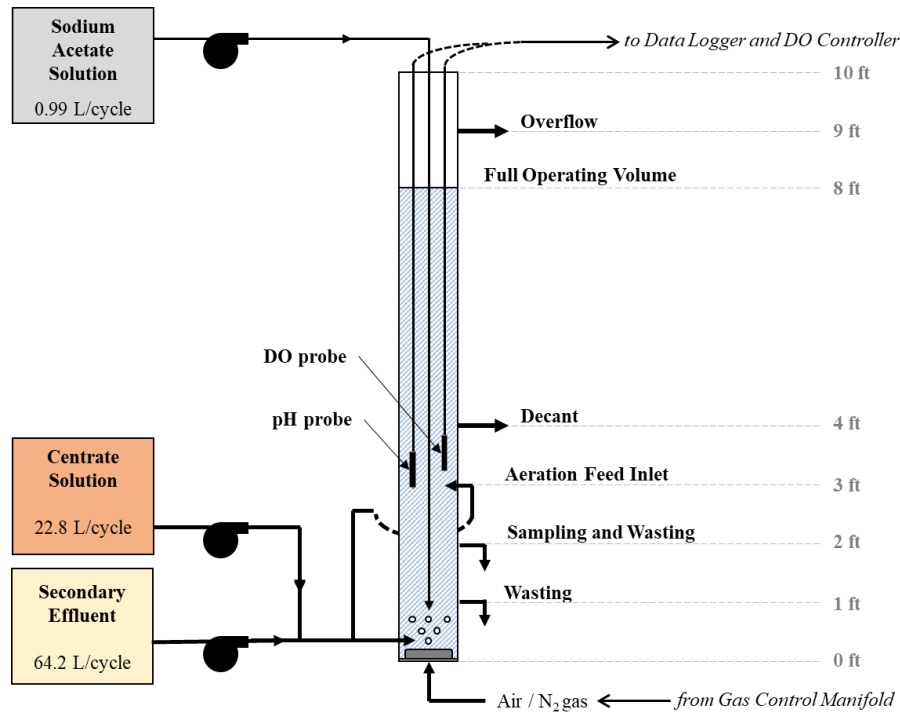 Sodium
Acetate
Solution
0.99 L/cycle
to Data Logger and DO Controller
10 ft
Overflow
9 ft
Full Operating Volume
8 ft
DO probe
pH probe
Decant
4 ft
Centrate
Solution
22.8 L/cycle
Aeration Feed Inlet
3 ft
Sampling and Wasting
2 ft
Secondary
Effluent
64.2 L/cycle
Wasting
1 ft
0 ft
Air / N₂ gas
from Gas Control Manifold